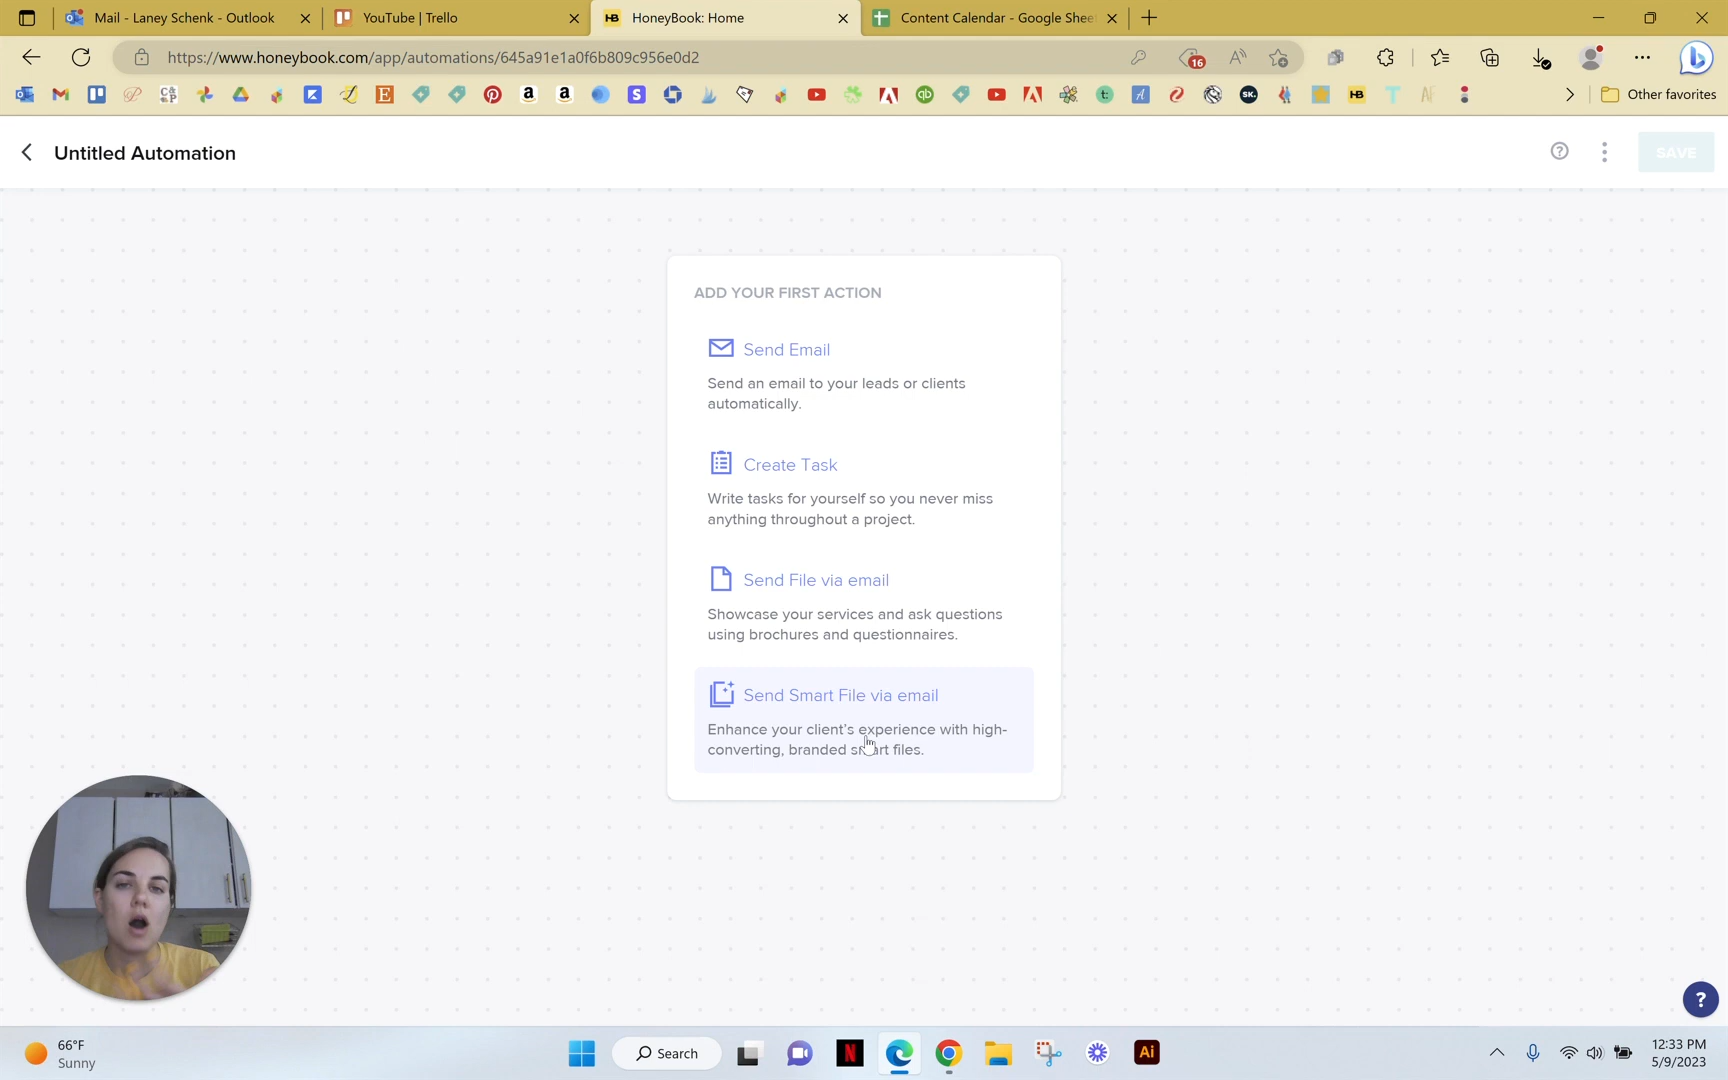 Mail - Laney Schenk - Outlook
YouTube | Trello
HB HoneyBook: Home
Content Calendar - Google Shee
https://www.honeybook.com/app/automations/645a91e1a0f6b809c956e0d2
16
Other favorites
Untitled Automation
SAVE
ADD YOUR FIRST ACTION
Send Email
Send an email to your leads or clients
automatically.
Create Task
Write tasks for yourself so you never miss
anything throughout a project.
Send File via email
Showcase your services and ask questions
using brochures and questionnaires.
Send Smart File via email
Enhance your client's experience with high-
converting, branded smart files.
66°F
Sunny
Search
N
Ai
12:33 PM
5/9/2023